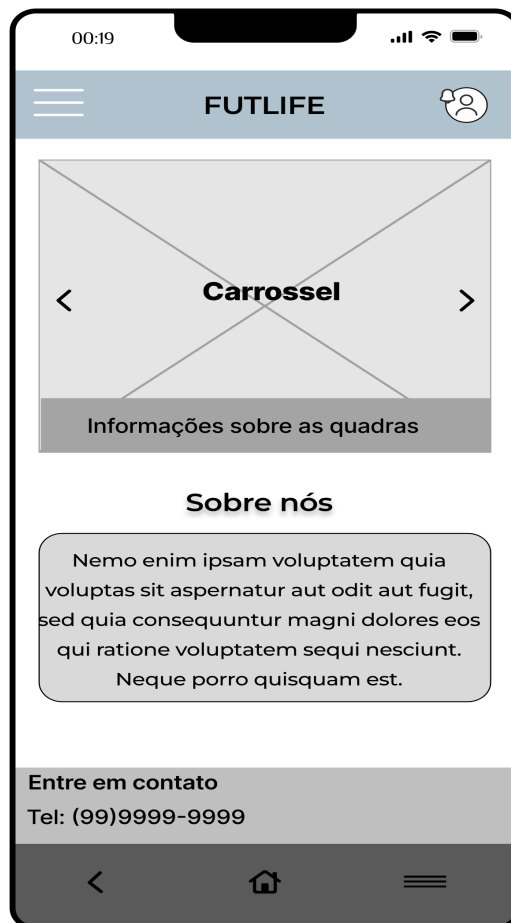 00:19
FUTLIFE
Carrossel
Informações sobre as quadras
Sobre nós
Nemo enim ipsam voluptatem quia
voluptas sit aspernatur aut odit aut fugit,
sed quia consequuntur magni dolores eos
qui ratione voluptatem sequi nesciunt.
Neque porro quisquam est.
Entre em contato
Tel: (99)9999-9999